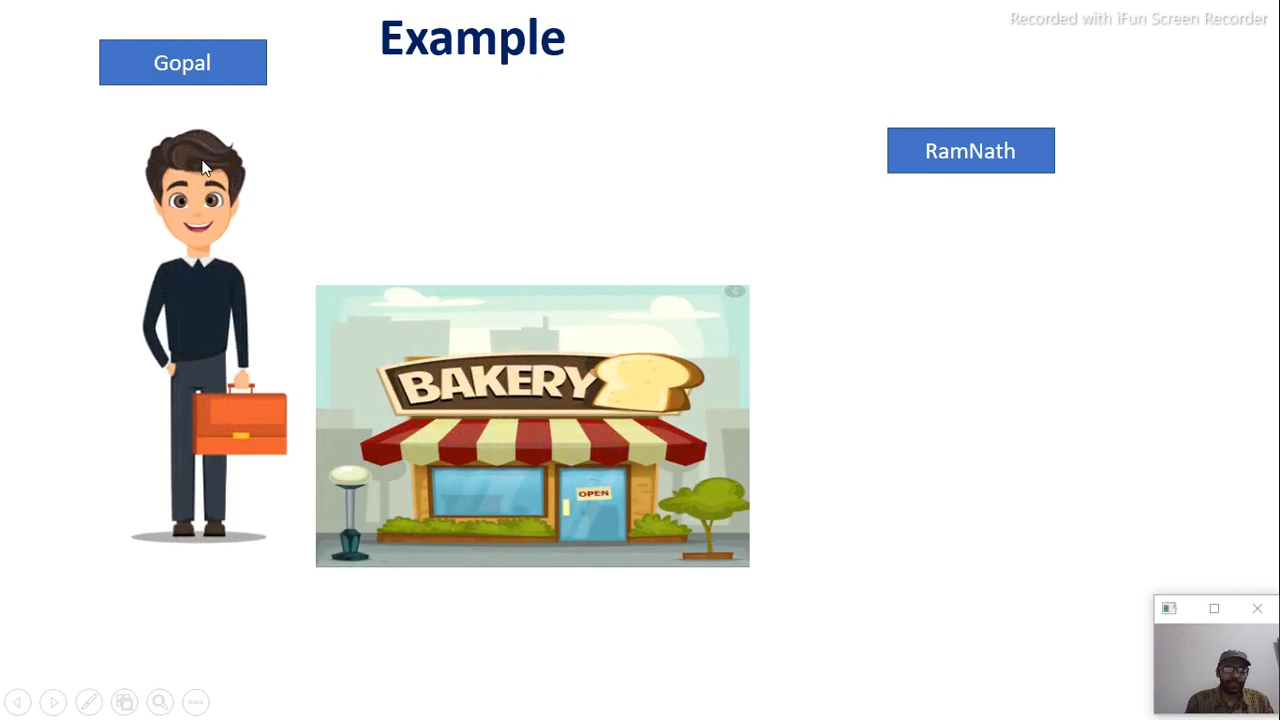 Example
Recorded with iFun Screen Recorder
Gopal
RamNath
BAKERY
OPEN